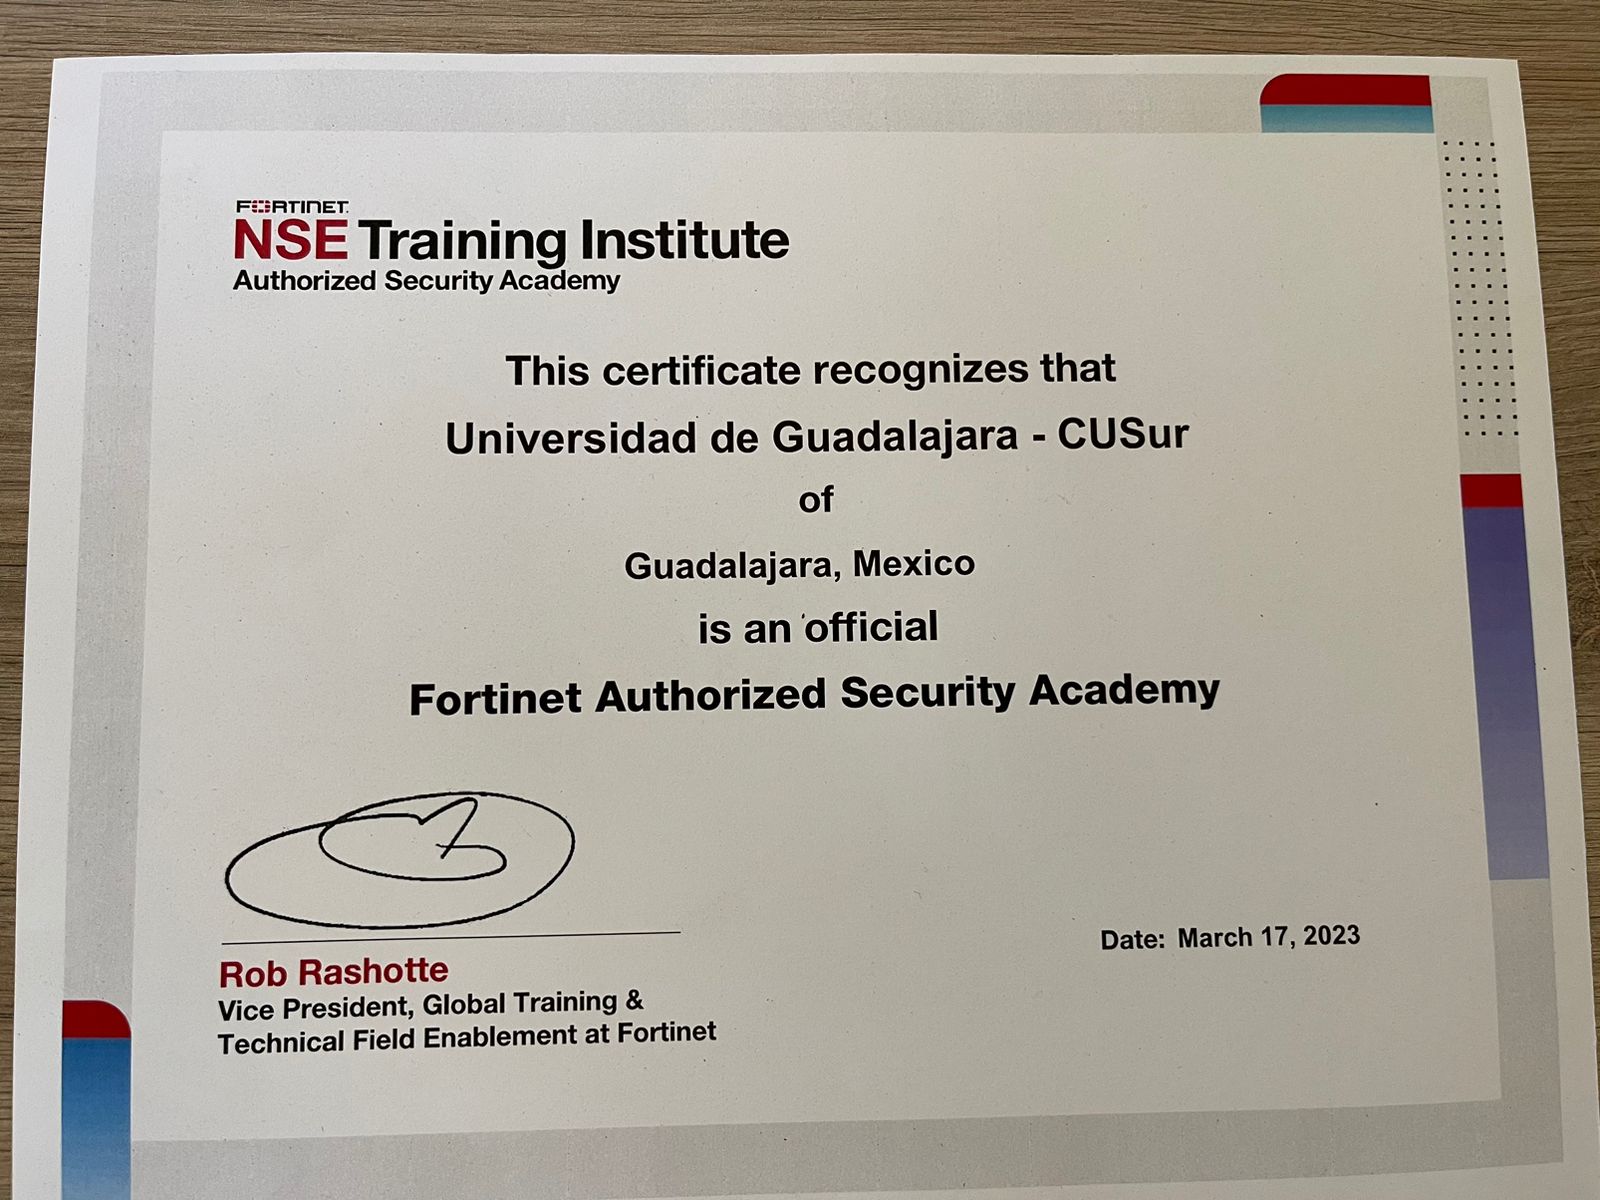 FORTINET
NSE Training Institute
Authorized Security Academy
This certificate recognizes that
Universidad de Guadalajara - CUSur
of
Guadalajara, Mexico
is an official
Fortinet Authorized Security Academy
Rob Rashotte
Vice President, Global Training &
Technical Field Enablement at Fortinet
Date: March 17, 2023